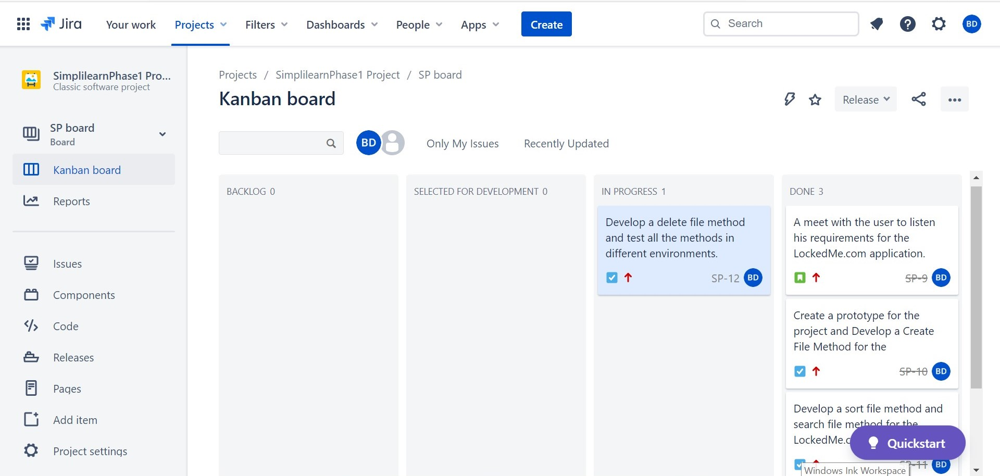 Jira
Your work
Projects
Filters
Dashboards
People
Apps
Create
Search
BD
SimplilearnPhase1 Pro...
Classic software project
SP board
Board
Kanban board
Reports
Issues
Components
Code
Releases
Pages
Add item
Project settings
Projects / SimplilearnPhase1 Project / SP board
Kanban board
Release
BD
Only My Issues
Recently Updated
BACKLOG 0
SELECTED FOR DEVELOPMENT 0
IN PROGRESS 1
Develop a delete file method
and test all the methods in
different environments.
SP-12
BD
DONE 3
A meet with the user to listen
his requirements for the
LockedMe.com application.
SP-9
BD
Create a prototype for the
project and Develop a Create
File Method for the
SP-10
BD
Develop a sort file method and
search file method for the
LockedMe.c
SP-11
BD
Quickstart
Windows Ink Workspace